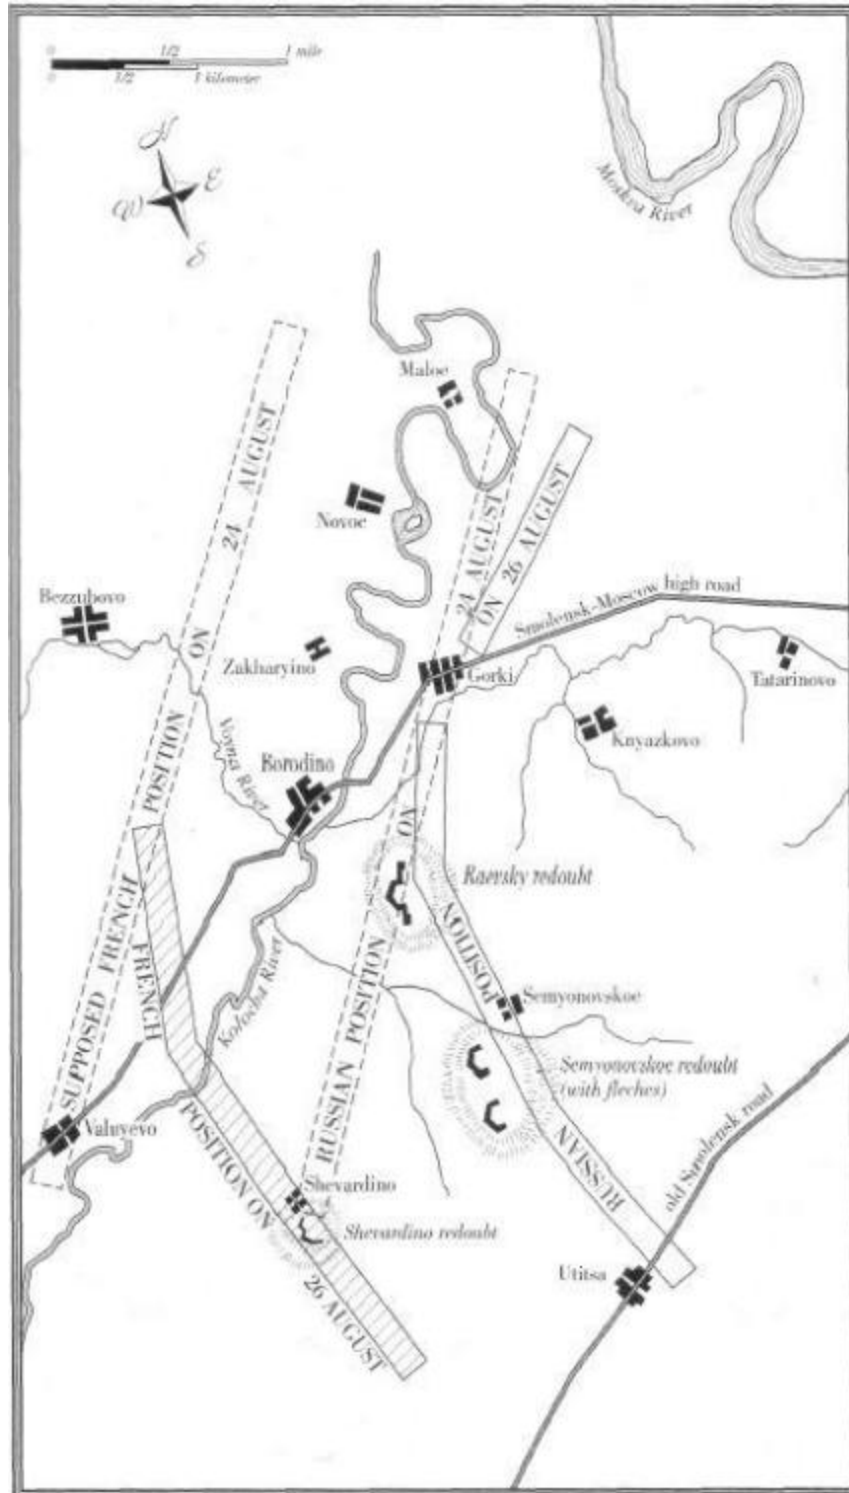 0 1/2 1 mile
0 1/2 1 kilometer
N
E
W
S
Moskva River
Maloe
SUPPOSED FRENCH POSITION ON 24 AUGUST
Novoe
RUSSIAN POSITION ON 24 AUGUST
RUSSIAN POSITION ON 26 AUGUST
Smolensk-Moscow high road
Bezzubovo
Zakharyino
Gorki
Tatarinovo
Knyazkovo
Voyna River
Borodino
Raevsky redoubt
FRENCH POSITION ON 26 AUGUST
Kolocha River
Semyonovskoe
Semyonovskoe redoubt
(with fleches)
Valuyevo
old Smolensk road
Shevardino
Shevardino redoubt
Utitsa